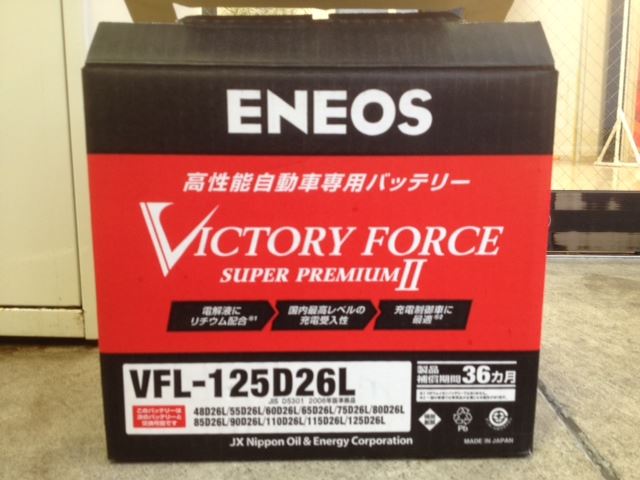 ENEOS
高性能自動車専用バッテリー
VICTORY FORCE
SUPER PREMIUM II
電解液に
リチウム配合※1
国内最高レベルの
充電受入性
充電制御車に
最適※2
VFL-125D26L
製品
補償期間 36カ月
JIS D5301 2006年版準拠品
このバッテリーは
次のバッテリーと
交換可能です
48D26L/55D26L/60D26L/65D26L/75D26L/80D26L
85D26L/90D26L/110D26L/115D26L/125D26L
Pb
JX Nippon Oil & Energy Corporation
MADE IN JAPAN